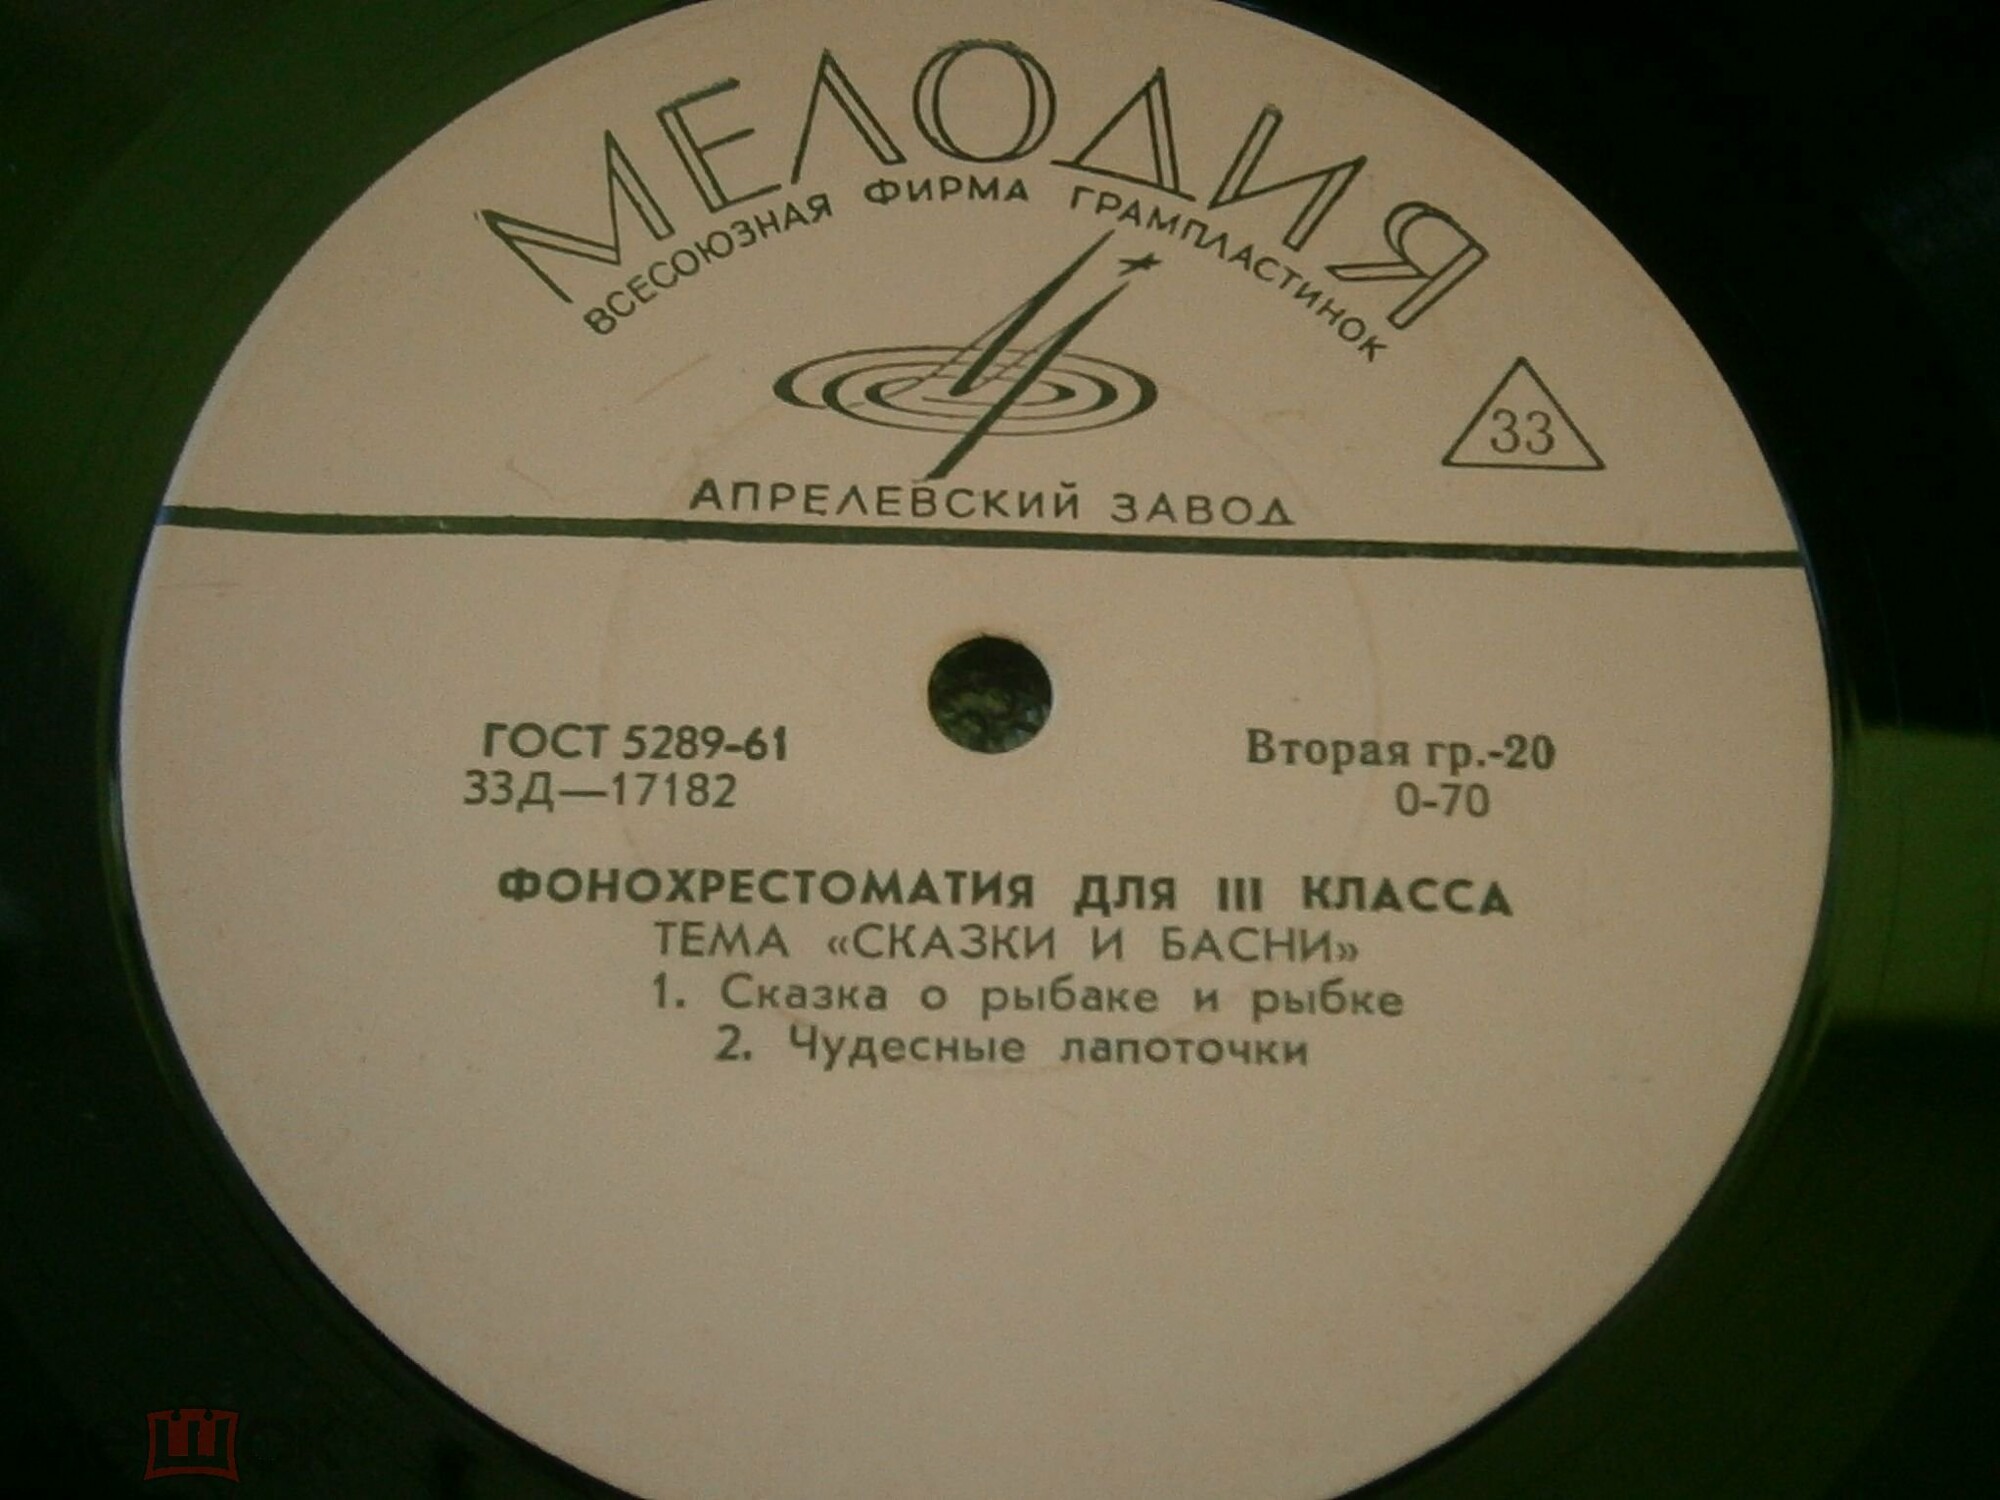 МЕЛОДИЯ
ВСЕСОЮЗНАЯ ФИРМА ГРАМПЛАСТИНОК
33
АПРЕЛЕВСКИЙ ЗАВОД
ГОСТ 5289-61
Вторая гр.-20
33Д—17182
0-70
ФОНОХРЕСТОМАТИЯ ДЛЯ III КЛАССА
ТЕМА «СКАЗКИ И БАСНИ»
1. Сказка о рыбаке и рыбке
2. Чудесные лапоточки